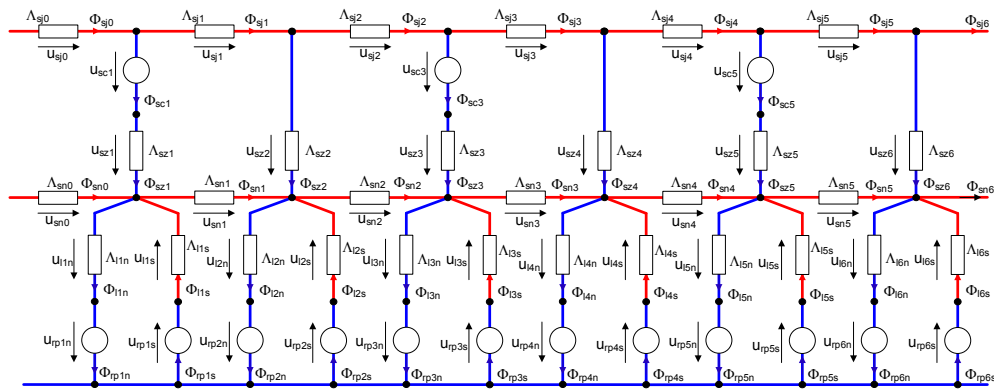 Λsj0 Φsj0 Λsj1 Φsj1 Λsj2 Φsj2 Λsj3 Φsj3 Λsj4 Φsj4 Λsj5 Φsj5 Φsj6
usj0 usj1 usj2 usj3 usj4 usj5
usc1 usc3 usc5
Φsc1 Φsc3 Φsc5
usz1 Λsz1 usz2 Λsz2 usz3 Λsz3 usz4 Λsz4 usz5 Λsz5 usz6 Λsz6
Λsn0 Φsn0 Φsz1 Λsn1 Φsn1 Φsz2 Λsn2 Φsn2 Φsz3 Λsn3 Φsn3 Φsz4 Λsn4 Φsn4 Φsz5 Λsn5 Φsn5 Φsz6 Φsn6
usn0 usn1 usn2 usn3 usn4 usn5
ul1n Λl1n ul1s Λl1s ul2n Λl2n ul2s Λl2s ul3n Λl3n ul3s Λl3s ul4n Λl4n ul4s Λl4s ul5n Λl5n ul5s Λl5s ul6n Λl6n ul6s Λl6s
Φl1n Φl1s Φl2n Φl2s Φl3n Φl3s Φl4n Φl4s Φl5n Φl5s Φl6n Φl6s
urp1n urp1s urp2n urp2s urp3n urp3s urp4n urp4s urp5n urp5s urp6n urp6s
Φrp1n Φrp1s Φrp2n Φrp2s Φrp3n Φrp3s Φrp4n Φrp4s Φrp5n Φrp5s Φrp6n Φrp6s